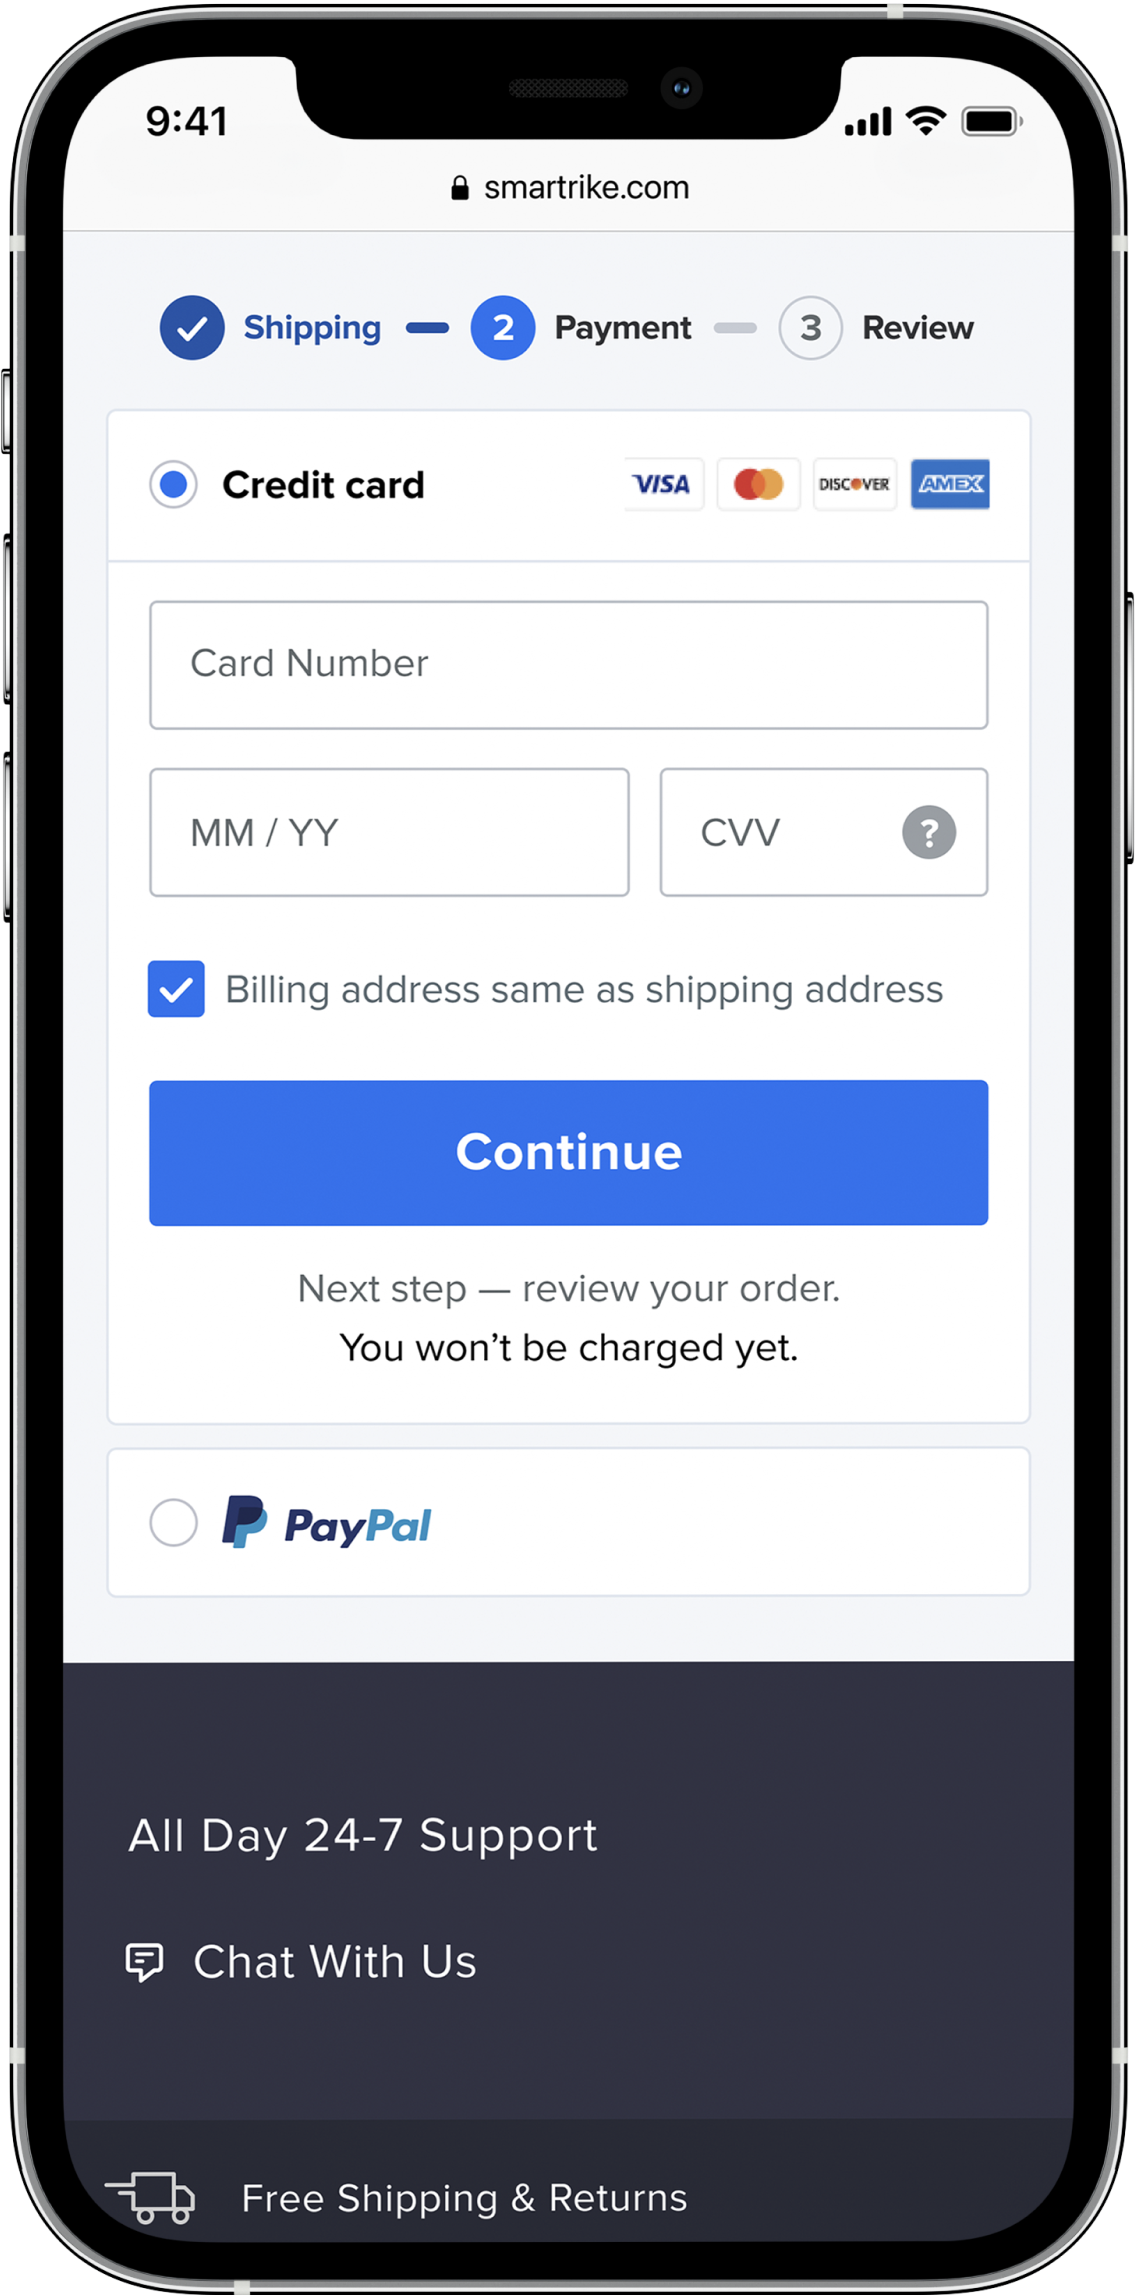 9:41
smartrike.com
Shipping 2 Payment 3 Review
Credit card VISA DISCOVER AMEX
Card Number
MM / YY CVV ?
Billing address same as shipping address
Continue
Next step — review your order.
You won’t be charged yet.
PayPal
All Day 24-7 Support
Chat With Us
Free Shipping & Returns